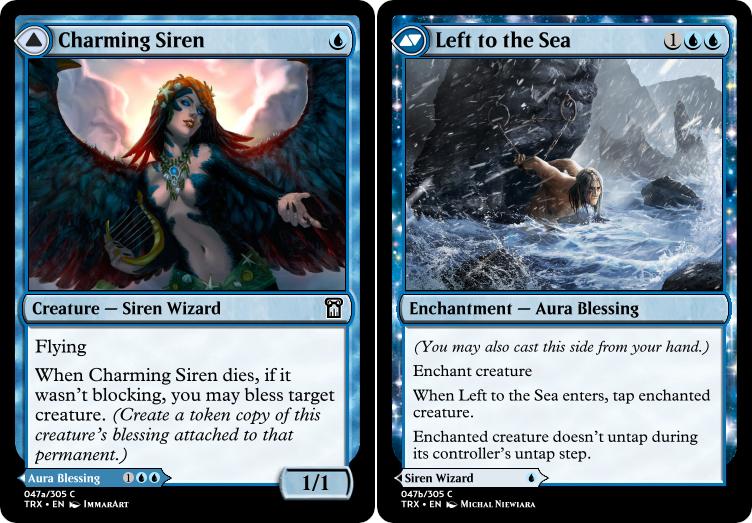 Charming Siren
Creature — Siren Wizard
Flying
When Charming Siren dies, if it
wasn't blocking, you may bless target
creature. (Create a token copy of this
creature's blessing attached to that
permanent.)
Aura Blessing 1
1/1
047a/305 C
TRX • EN ImmarArt
Left to the Sea 1
Enchantment — Aura Blessing
(You may also cast this side from your hand.)
Enchant creature
When Left to the Sea enters, tap enchanted
creature.
Enchanted creature doesn't untap during
its controller's untap step.
Siren Wizard
047b/305 C
TRX • EN Michal Niewiara